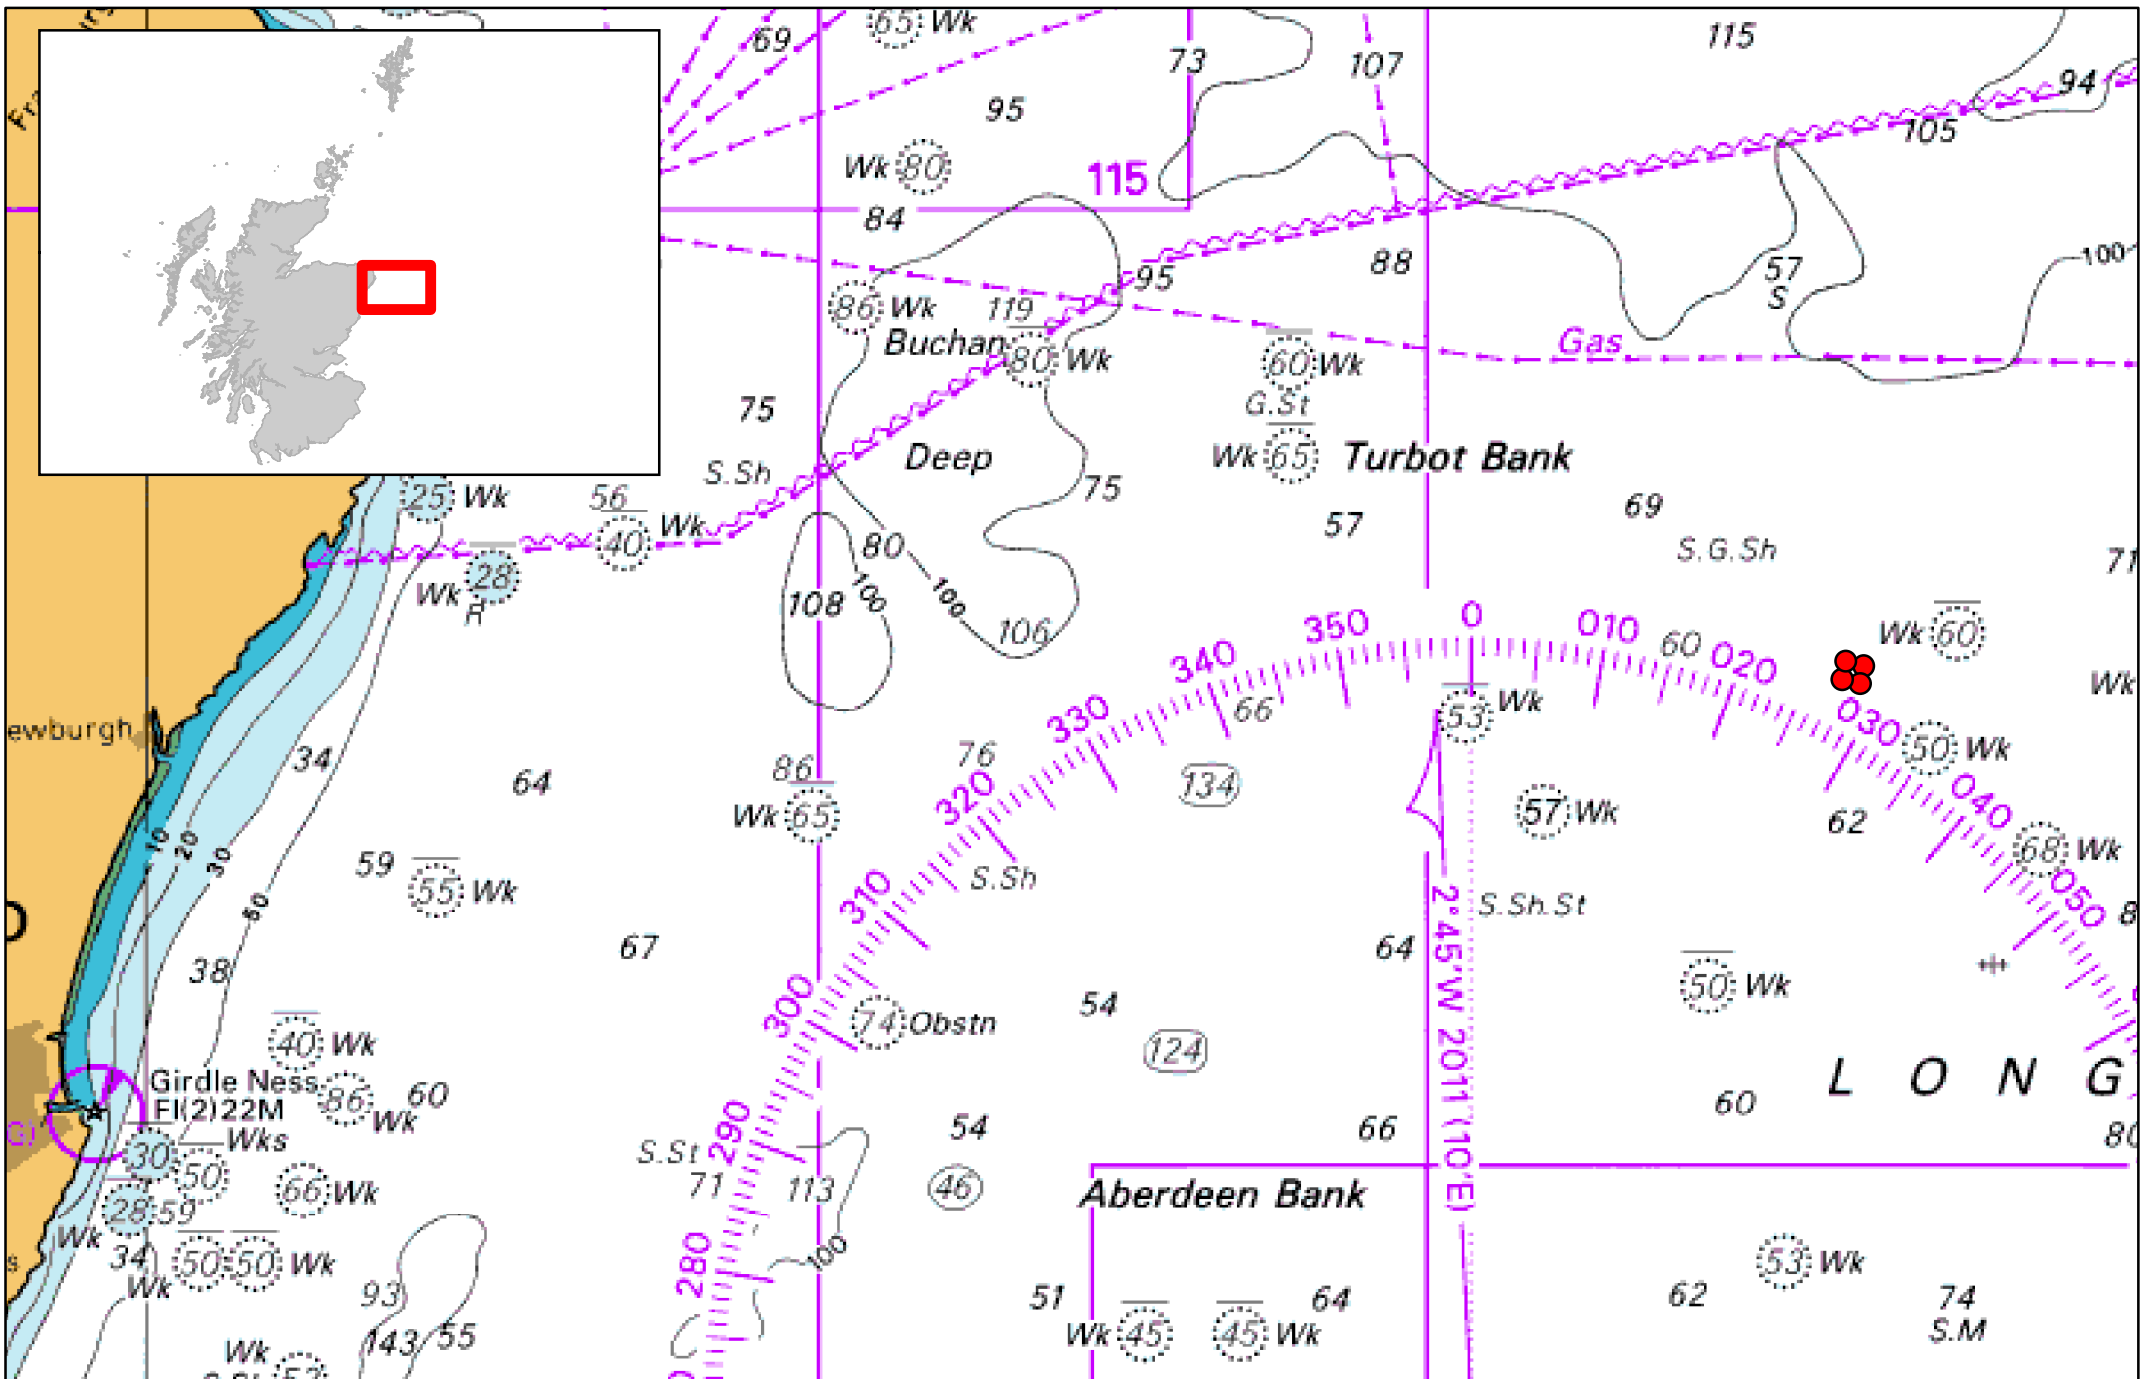 65 Wk
69
73
107
115
94
95
105
Wk 80
115
84
88
95
57
S
100
86 Wk
119
Buchan
80 Wk
Gas
60 Wk
G.St
75
Deep
Wk 65
Turbot Bank
S.Sh
25 Wk
56
75
69
40 Wk
57
S.G.Sh
80
71
Wk 28
R
108
100
100
106
350
0
010
60
020
Wk 60
340
66
53 Wk
Wk
330
030
50 Wk
ewburgh
34
76
86
64
134
320
040
Wk 65
57 Wk
62
68 Wk
10
20
30
59
55 Wk
S.Sh
310
050
50
2°45'W 2011 (10'E)
S.Sh.St
67
64
38
50 Wk
300
74 Obstn
54
40 Wk
124
Girdle Ness
Fl(2)22M
86 Wk
60
L O N G
60
Wks
30
50
54
66
290
S.St
71
113
46
66 Wk
Aberdeen Bank
28
59
Wk
34
50
50 Wk
Wk
100
280
53 Wk
93
51
64
62
74
143
55
Wk 45
45 Wk
S.M
Wk